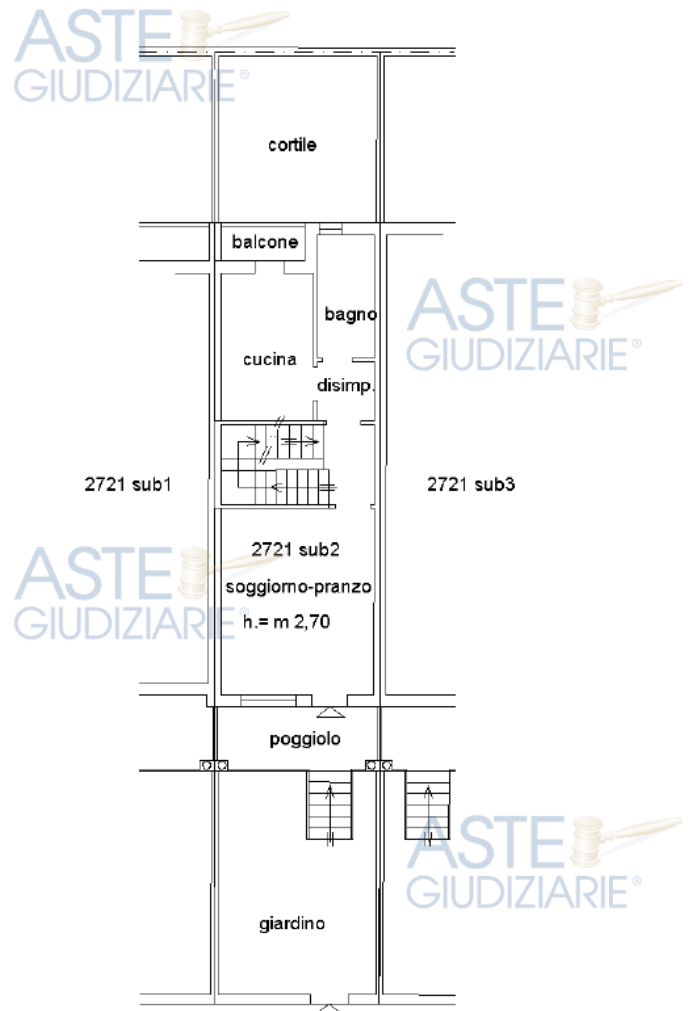 ASTE
GIUDIZIARIE®
cortile
balcone
bagno
ASTE
GIUDIZIARIE®
cucina
disimp.
2721 sub1
2721 sub3
2721 sub2
ASTE
GIUDIZIARIE®
soggiorno-pranzo
h.= m 2,70
poggiolo
ASTE
GIUDIZIARIE®
giardino